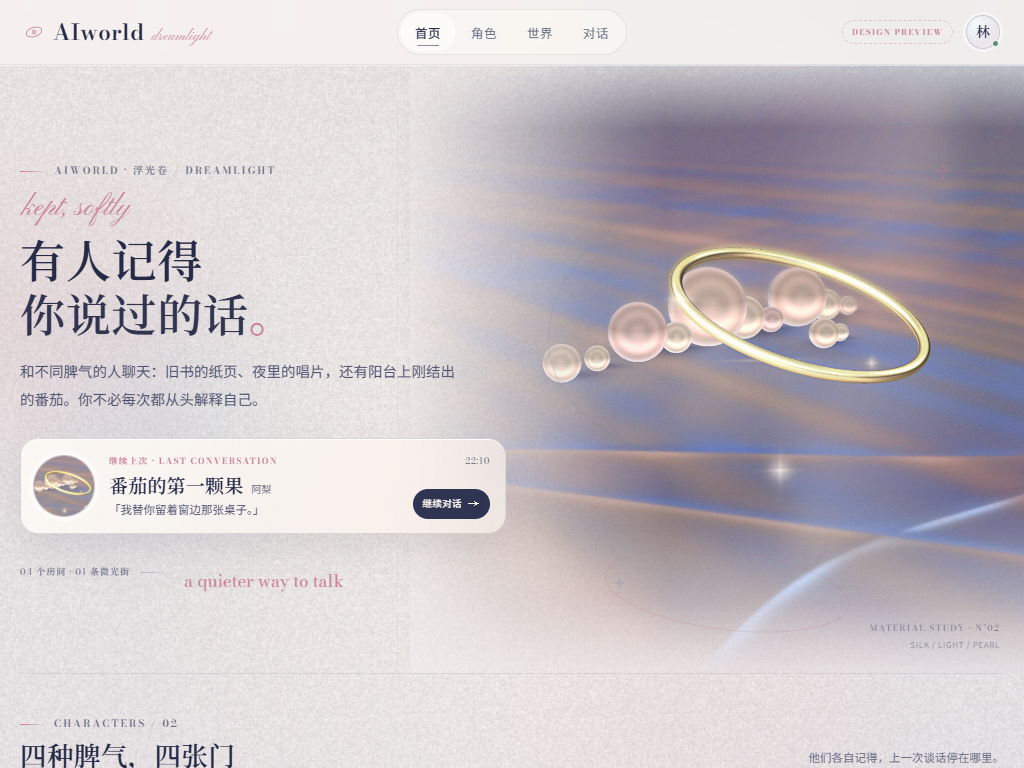 AIworld dreamlight
首页 角色 世界 对话
DESIGN PREVIEW
林
AIWORLD · 浮光卷 / DREAMLIGHT
kept, softly
有人记得
你说过的话。
和不同脾气的人聊天：旧书的纸页、夜里的唱片，还有阳台上刚结出
的番茄。你不必每次都从头解释自己。
继续上次 · LAST CONVERSATION
22:10
番茄的第一颗果 阿梨
「我替你留着窗边那张桌子。」
继续对话 →
04 个房间 · 01 条微光街
a quieter way to talk
MATERIAL STUDY · N°02
SILK / LIGHT / PEARL
CHARACTERS / 02
四种脾气，四张门
他们各自记得，上一次谈话停在哪里。